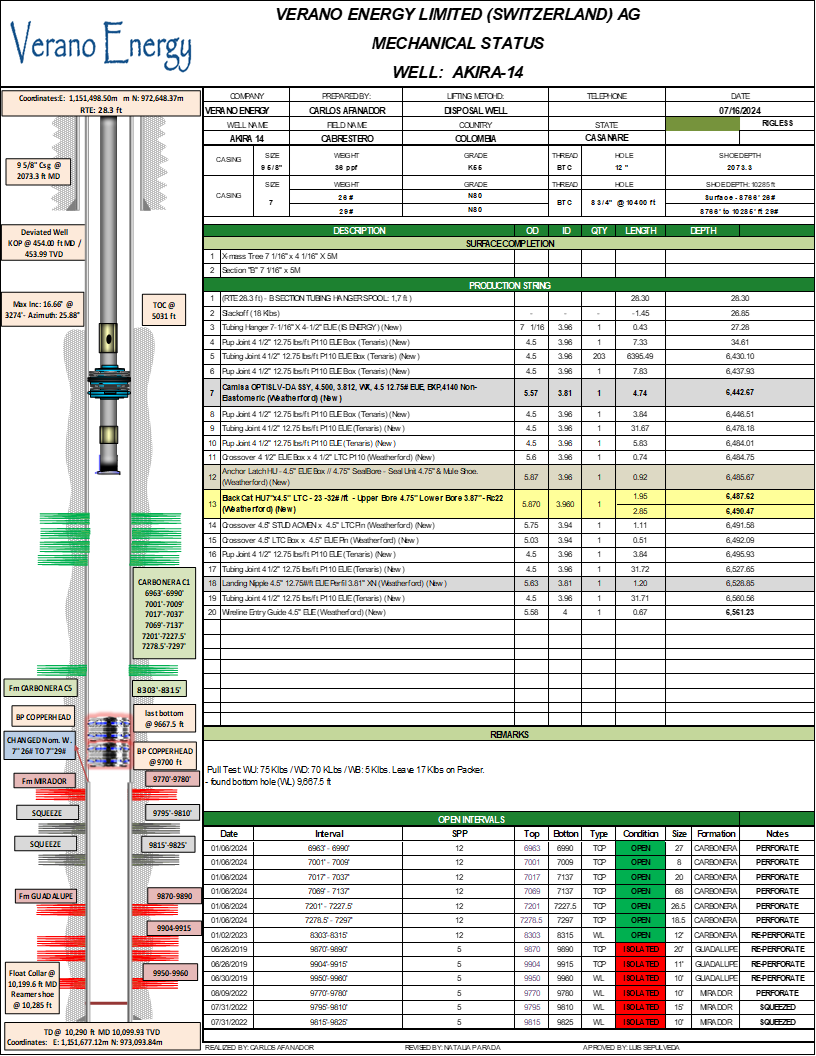 VERANO ENERGY LIMITED (SWITZERLAND) AG
Verano Energy
MECHANICAL STATUS
WELL: AKIRA-14
Coordinates:E: 1,151,498.50m m N: 972,648.37m
RTE: 28.3 ft
9 5/8" Csg @
2073.3 ft MD
Deviated Well
KOP @ 454.00 ft MD /
453.99 TVD
Max Inc: 16.66° @
3274'- Azimuth: 25.88°
TOC @
5031 ft
CARBONERA C1
6963'-6990'
7001'-7009'
7017'-7037'
7069'-7137'
7201'-7227.5'
7278.5'-7297'
Fm CARBONERA C5
8303'-8315'
BP COPPERHEAD
last bottom
@ 9667.5 ft
CHANGED Nom. W.
7" 26# TO 7" 29#
BP COPPERHEAD
@ 9700 ft
Fm MIRADOR
9770'-9780'
SQUEEZE
9795'-9810'
SQUEEZE
9815'-9825'
Fm GUADALUPE
9870-9890
9904-9915
9950-9960
Float Collar @
10,199.6 ft MD
Reamer shoe
@ 10,285 ft
TD @ 10,290 ft MD 10,099.93 TVD
Coordinates: E: 1,151,677.12m N: 973,093.84m
COMPANY PREPARED BY: LIFTING METOHD: TELEPHONE DATE
VERANO ENERGY CARLOS AFANADOR DISPOSAL WELL 07/16/2024
WELL NAME FIELD NAME COUNTRY STATE RIGLESS
AKIRA 14 CABRESTERO COLOMBIA CASANARE
CASING SIZE WEIGHT GRADE THREAD HOLE SHOE DEPTH
9 5/8" 36 ppf K55 BTC 12 " 2073.3
CASING SIZE WEIGHT GRADE THREAD HOLE SHOE DEPTH: 10285 ft
7 26# N80 BTC 8 3/4" @ 10400 ft Surface - 8766' 26#
29# N80 8766' to 10285' ft 29#
DESCRIPTION OD ID QTY LENGTH DEPTH
SURFACE COMPLETION
1 X-mass Tree 7 1/16" x 4 1/16" X 5M
2 Section "B" 7 1/16" x 5M
PRODUCTION STRING
1 (RTE 28.3 ft) - B SECTION TUBING HANGER SPOOL: 1,7 ft ) 28.30 28.30
2 Slackoff (18 Klbs) - - - -1.45 26.85
3 Tubing Hanger 7-1/16" X 4-1/2" EUE (IS ENERGY) (New) 7 1/16 3.96 1 0.43 27.28
4 Pup Joint 4 1/2" 12.75 lbs/ft P110 EUE Box (Tenaris) (New) 4.5 3.96 1 7.33 34.61
5 Tubing Joint 4 1/2" 12.75 lbs/ft P110 EUE Box (Tenaris) (New) 4.5 3.96 203 6395.49 6,430.10
6 Pup Joint 4 1/2" 12.75 lbs/ft P110 EUE Box (Tenaris) (New) 4.5 3.96 1 7.83 6,437.93
7 Camisa OPTISLV-DA SSY, 4.500, 3.812, WX, 4.5 12.75# EUE, BXP,4140 Non-
Elastomeric (Weatherford) (New ) 5.57 3.81 1 4.74 6,442.67
8 Pup Joint 4 1/2" 12.75 lbs/ft P110 EUE Box (Tenaris) (New) 4.5 3.96 1 3.84 6,446.51
9 Tubing Joint 4 1/2" 12.75 lbs/ft P110 EUE (Tenaris) (New) 4.5 3.96 1 31.67 6,478.18
10 Pup Joint 4 1/2" 12.75 lbs/ft P110 EUE (Tenaris) (New) 4.5 3.96 1 5.83 6,484.01
11 Crossover 4 1/2" EUE Box x 4 1/2" LTC P110 (Weatherford) (New) 5.6 3.96 1 0.74 6,484.75
12 Anchor Latch HU - 4.5" EUE Box // 4.75" SealBore - Seal Unit 4.75" & Mule Shoe.
(Weatherford) (New) 5.87 3.96 1 0.92 6,485.67
13 Black Cat HU 7"x4.5" LTC - 23 -32# /ft - Upper Bore 4.75" Lower Bore 3.87"- Rc22
(Weatherford) (New ) 5.870 3.960 1 1.95 6,487.62
2.85 6,490.47
14 Crossover 4.5" STUD ACMEN x 4.5" LTC Pin (Weatherford) (New) 5.75 3.94 1 1.11 6,491.58
15 Crossover 4.5" LTC Box x 4.5" EUE Pin (Weatherford) (New) 5.03 3.94 1 0.51 6,492.09
16 Pup Joint 4 1/2" 12.75 lbs/ft P110 EUE (Tenaris) (New) 4.5 3.96 1 3.84 6,495.93
17 Tubing Joint 4 1/2" 12.75 lbs/ft P110 EUE (Tenaris) (New) 4.5 3.96 1 31.72 6,527.65
18 Landing Nipple 4.5" 12.75#/ft EUE Perfil 3.81" XN (Weatherford) (New ) 5.63 3.81 1 1.20 6,528.85
19 Tubing Joint 4 1/2" 12.75 lbs/ft P110 EUE (Tenaris) (New) 4.5 3.96 1 31.71 6,560.56
20 Wireline Entry Guide 4.5" EUE (Weatherford) (New) 5.58 4 1 0.67 6,561.23
REMARKS
Pull Test: WU: 75 Klbs / WD: 70 KLbs / WB: 5 Klbs. Leave 17 Klbs on Packer.
- found bottom hole (WL) 9,667.5 ft
OPEN INTERVALS
Date Interval SPP Top Botton Type Condition Size Formation Notes
01/06/2024 6963' - 6990' 12 6963 6990 TCP OPEN 27 CARBONERA PERFORATE
01/06/2024 7001' - 7009' 12 7001 7009 TCP OPEN 8 CARBONERA PERFORATE
01/06/2024 7017' - 7037' 12 7017 7137 TCP OPEN 20 CARBONERA PERFORATE
01/06/2024 7069' - 7137' 12 7069 7137 TCP OPEN 68 CARBONERA PERFORATE
01/06/2024 7201' - 7227.5' 12 7201 7227.5 TCP OPEN 26.5 CARBONERA PERFORATE
01/06/2024 7278.5' - 7297' 12 7278.5 7297 TCP OPEN 18.5 CARBONERA PERFORATE
01/02/2023 8303'-8315' 12 8303 8315 WL OPEN 12' CARBONERA RE-PERFORATE
06/26/2019 9870'-9890' 5 9870 9890 TCP ISOLATED 20' GUADALUPE RE-PERFORATE
06/26/2019 9904'-9915' 5 9904 9915 TCP ISOLATED 11' GUADALUPE RE-PERFORATE
06/30/2019 9950'-9960' 5 9950 9960 WL ISOLATED 10' GUADALUPE RE-PERFORATE
08/09/2022 9770'-9780' 5 9770 9780 WL ISOLATED 10' MIRADOR PERFORATE
07/31/2022 9795'-9810' 5 9795 9810 WL ISOLATED 15' MIRADOR SQUEEZED
07/31/2022 9815'-9825' 5 9815 9825 WL ISOLATED 10' MIRADOR SQUEEZED
REALIZED BY: CARLOS AFANADOR REVISED BY: NATALIA PARADA APROVED BY: LUIS SEPULVEDA